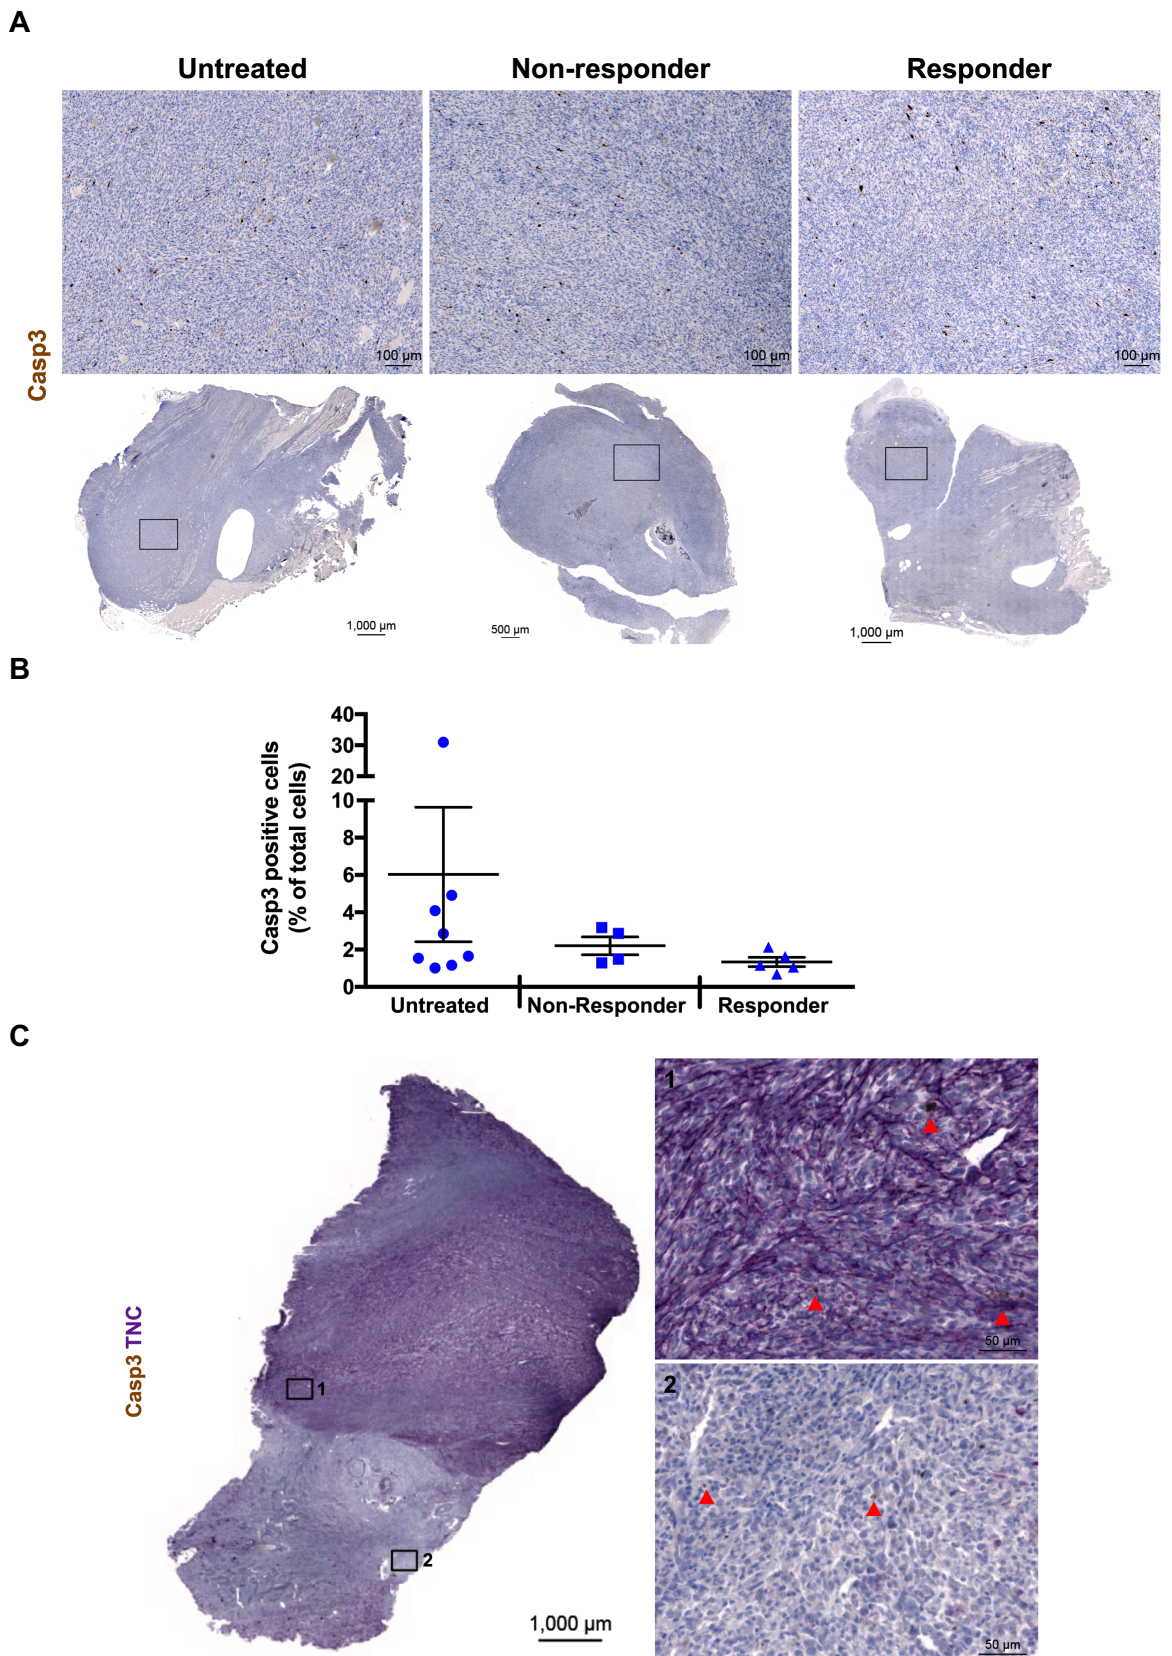 A
Untreated Non-responder Responder
Casp3
100 µm 100 µm 100 µm
1,000 µm 500 µm 1,000 µm
B
Casp3 positive cells
(% of total cells)
40
30
20
10
8
6
4
2
0
Untreated Non-Responder Responder
C
Casp3 TNC
1
2
1,000 µm
1
50 µm
2
50 µm